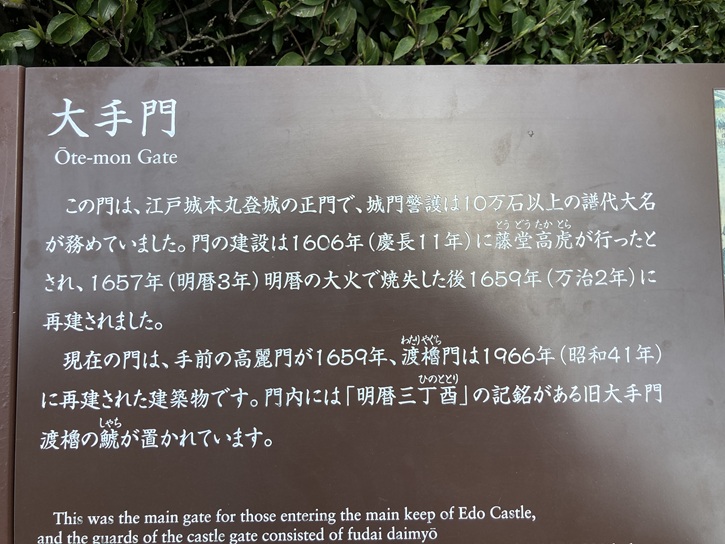 大手門
Ōte-mon Gate
この門は、江戸城本丸登城の正門で、城門警護は10万石以上の譜代大名
が務めていました。門の建設は1606年(慶長11年)に藤堂高虎が行ったと
とうどうたかとら
され、1657年(明暦3年)明暦の大火で焼失した後1659年(万治2年)に
再建されました。
現在の門は、手前の高麗門が1659年、渡櫓門は1966年(昭和41年)
わたりやぐら
に再建された建築物です。門内には「明暦三丁酉」の記銘がある旧大手門
ひのととり
渡櫓の鯱が置かれています。
しゃち
This was the main gate for those entering the main keep of Edo Castle,
and the guards of the castle gate consisted of fudai daimyō